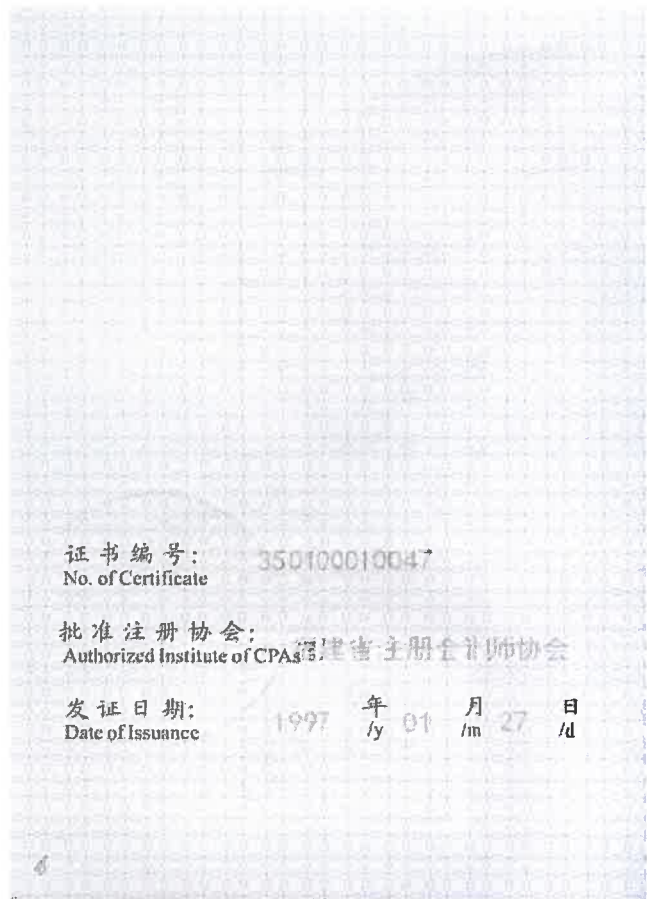 证书编号: 350100010047
No. of Certificate
批准注册协会: 建省注册会计师协会
Authorized Institute of CPAs
发证日期: 1997 年 01 月 27 日
Date of Issuance /y /m /d